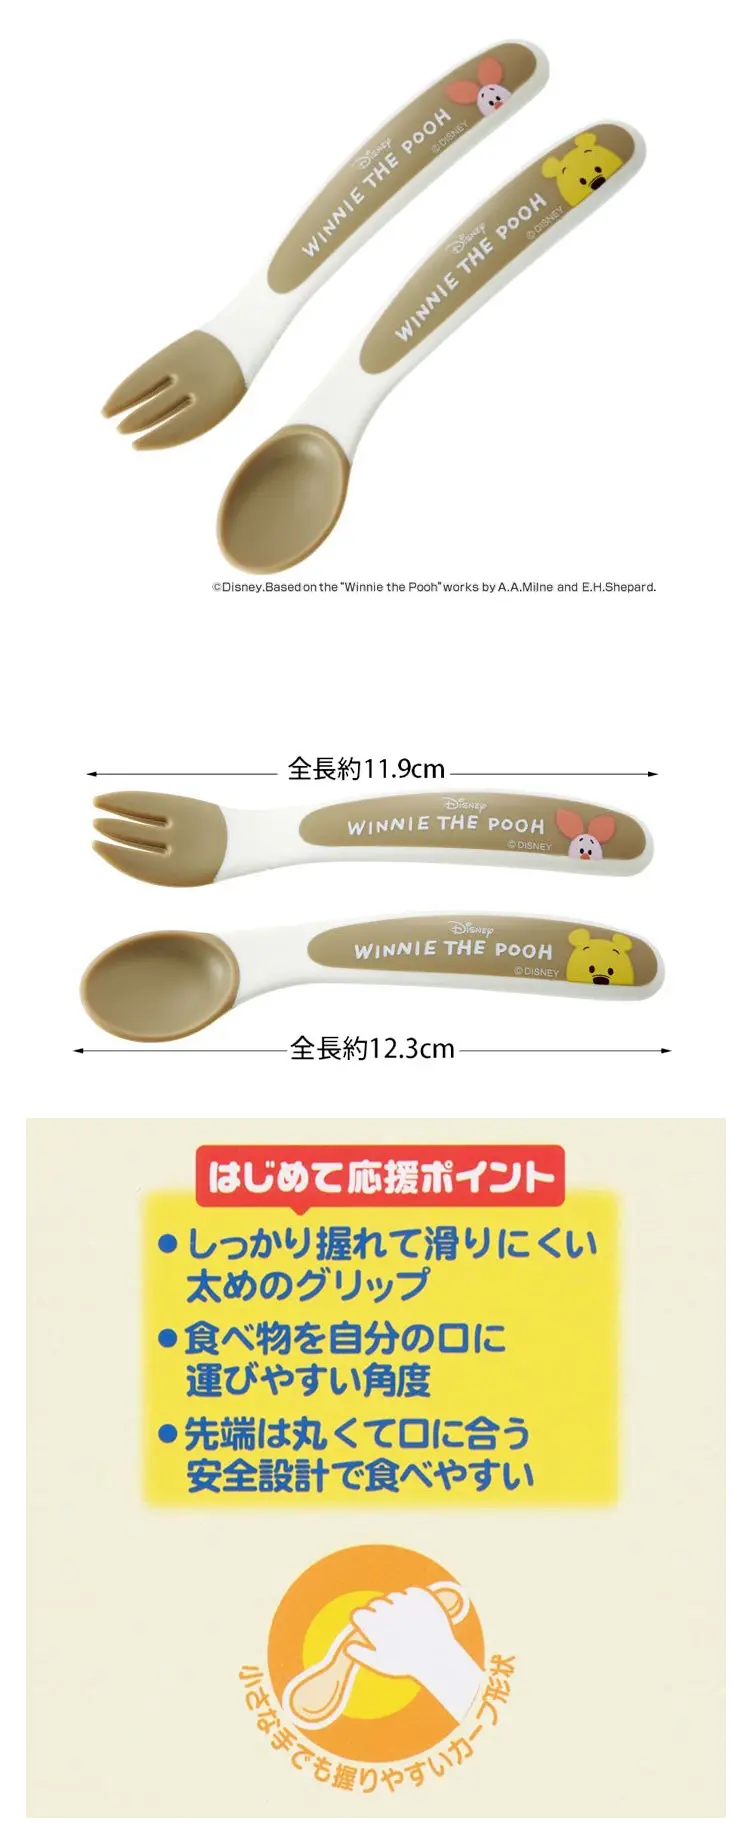 Disney
WINNIE THE POOH
©DISNEY
Disney
WINNIE THE POOH
©DISNEY
©Disney.Based on the "Winnie the Pooh" works by A.A.Milne and E.H.Shepard.
全長約11.9cm
Disney
WINNIE THE POOH
©DISNEY
Disney
WINNIE THE POOH
©DISNEY
全長約12.3cm
はじめて応援ポイント
●しっかり握れて滑りにくい
太めのグリップ
●食べ物を自分の口に
運びやすい角度
●先端は丸くて口に合う
安全設計で食べやすい
小さな手でも握りやすいカーブ形状